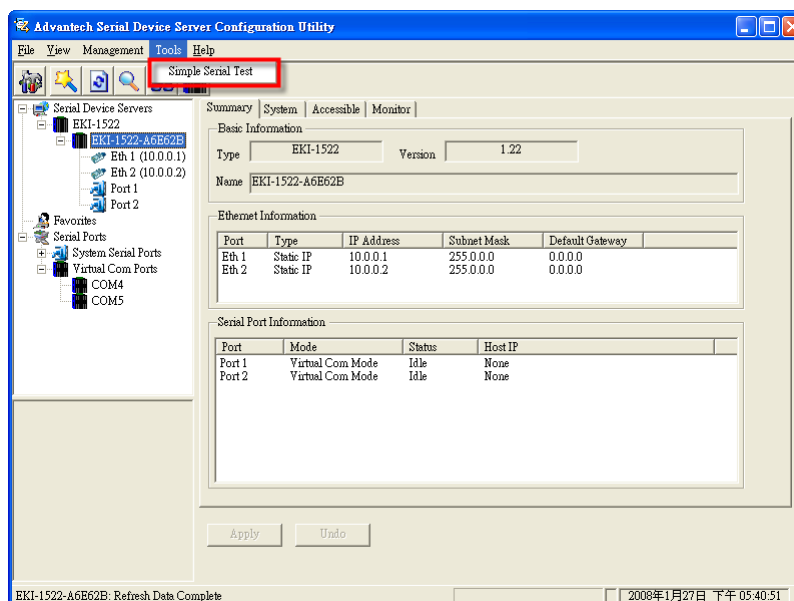 Advantech Serial Device Server Configuration Utility
File View Management Tools Help
Simple Serial Test
Serial Device Servers
EKI-1522
EKI-1522-A6E62B
Eth 1 (10.0.0.1)
Eth 2 (10.0.0.2)
Port 1
Port 2
Favorites
Serial Ports
System Serial Ports
Virtual Com Ports
COM4
COM5
Summary System Accessible Monitor
Basic Information
Type EKI-1522 Version 1.22
Name EKI-1522-A6E62B
Ethernet Information
Port Type IP Address Subnet Mask Default Gateway
Eth 1 Static IP 10.0.0.1 255.0.0.0 0.0.0.0
Eth 2 Static IP 10.0.0.2 255.0.0.0 0.0.0.0
Serial Port Information
Port Mode Status Host IP
Port 1 Virtual Com Mode Idle None
Port 2 Virtual Com Mode Idle None
Apply Undo
EKI-1522-A6E62B: Refresh Data Complete 2008年1月27日 下午 05:40:51